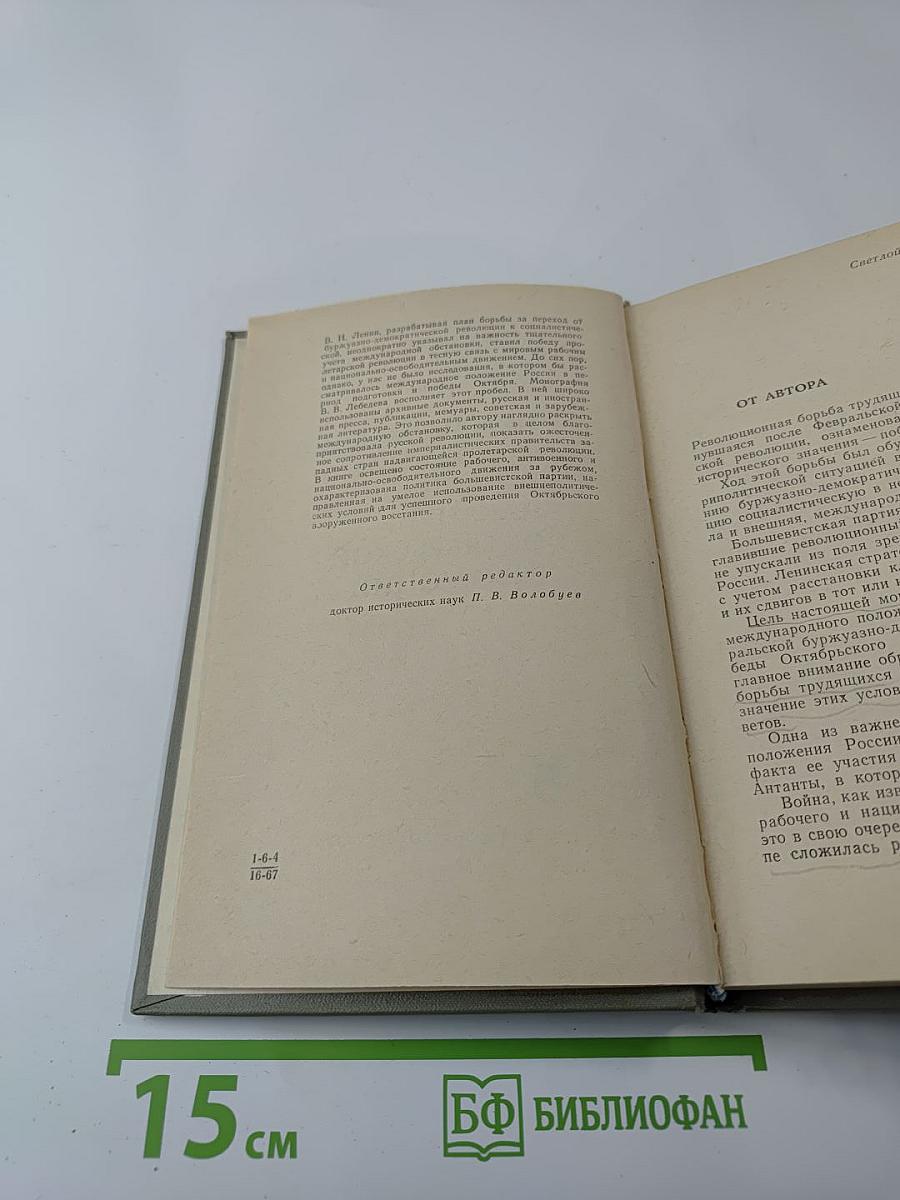 В. И. Ленин, разрабатывая план борьбы за переход от
буржуазно-демократической революции к социалистиче-
ской, неоднократно указывал на важность тщательного
учета международной обстановки, ставил победу про-
летарской революции в тесную связь с мировым рабочим
и национально-освободительным движением. До сих пор,
однако, у нас не было исследования, в котором бы рас-
сматривалось международное положение России в пе-
риод подготовки и победы Октября. Монография
В. В. Лебедева восполняет этот пробел. В ней широко
использованы архивные документы, русская и иностран-
ная пресса, публикации, мемуары, советская и зарубеж-
ная литература. Это позволило автору наглядно раскрыть
международную обстановку, которая в целом благо-
приятствовала русской революции, показать ожесточен-
ное сопротивление империалистических правительств за-
падных стран надвигающейся пролетарской революции.
В книге освещено состояние рабочего, антивоенного и
национально-освободительного движения за рубежом,
охарактеризована политика большевистской партии, на-
правленная на умелое использование внешнеполитиче-
ских условий для успешного проведения Октябрьского
вооруженного восстания.
Ответственный редактор
доктор исторических наук П. В. Волобуев
1-6-4
16-67
Светлой
ОТ АВТОРА
Революционная борьба трудящ
нувшаяся после Февральской
ской революции, ознаменова
исторического значения — поб
Ход этой борьбы был обу
риполитической ситуацией в
нию буржуазно-демократич
цию социалистическую в не
ла и внешняя, международ
Большевистская партия
главившие революционны
не упускали из поля зре
России. Ленинская страте
с учетом расстановки кл
и их сдвигов в тот или и
Цель настоящей мон
международного полож
ральской буржуазно-д
беды Октябрьского
главное внимание обр
борьбы трудящихся
значение этих услов
ветов.
Одна из важне
положения России
факта ее участия
Антанты, в котор
Война, как изв
рабочего и наци
это в свою очере
пе сложилась р
15 см
БФ БИБЛИОФАН